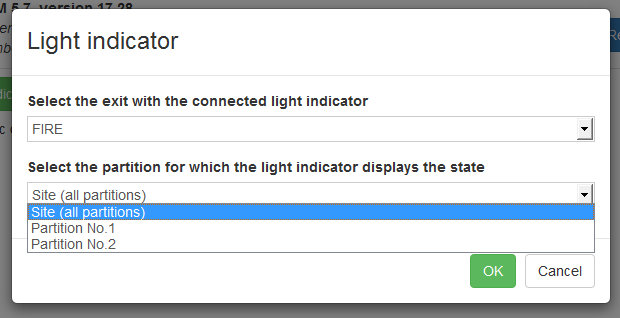 M 5.7, version 17.28
Light indicator
Select the exit with the connected light indicator
FIRE
Select the partition for which the light indicator displays the state
Site (all partitions)
Site (all partitions)
Partition No.1
Partition No.2
OK
Cancel